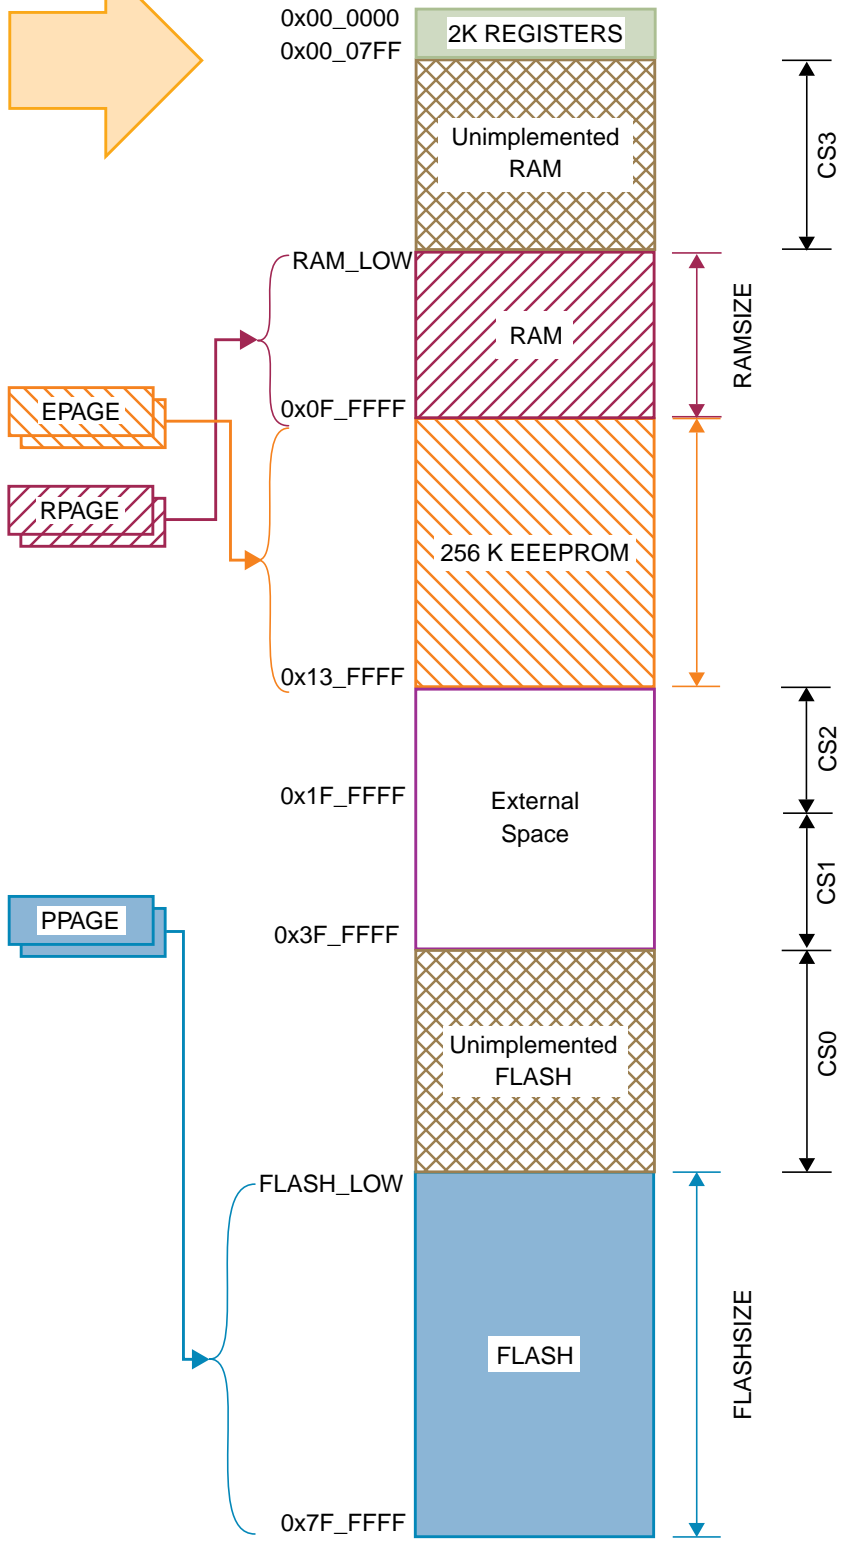 0x00_0000
2K REGISTERS
0x00_07FF
Unimplemented
RAM
CS3
RAM_LOW
RAM
RAMSIZE
0x0F_FFFF
EPAGE
RPAGE
256 K EEEPROM
0x13_FFFF
CS2
0x1F_FFFF
External
Space
CS1
PPAGE
0x3F_FFFF
Unimplemented
FLASH
CS0
FLASH_LOW
FLASH
FLASHSIZE
0x7F_FFFF